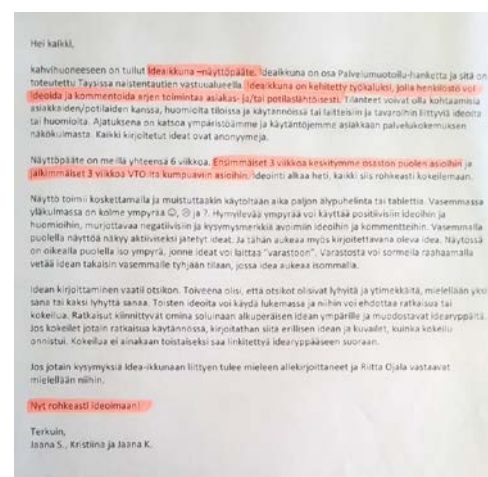 Hei kaikki,
kahvihuoneeseen on tullut Ideaikkuna –näyttöpääte. Ideaikkuna on osa Palvelumuotoilu-hanketta ja sitä on
toteutettu Taysissa naistentautien vastuualueella. Ideaikkuna on kehitetty työkaluksi, jolla henkilöstö voi
ideoida ja kommentoida arjen toimintaa asiakas- ja/tai potilaslähtöisesti. Tilanteet voivat olla kohtaamisia
asiakkaiden/potilaiden kanssa, huomioita tiloissa ja käytännöissä tai laitteisiin ja tavaroihin liittyviä ideoita
tai huomioita. Ajatuksena on katsoa ympäristöämme ja käytäntöjemme asiakkaan palvelukokemuksen
näkökulmasta. Kaikki kirjoitetut ideat ovat anonyymejä.
Näyttöpääte on meillä yhteensä 6 viikkoa. Ensimmäiset 3 viikkoa keskitymme osaston puolen asioihin ja
jälkimmäiset 3 viikkoa VTO:lta kumpuaviin asioihin. Ideointi alkaa heti, kaikki siis rohkeasti kokeilemaan.
Näyttö toimii koskettamalla ja muistuttaakin käytöltään aika paljon älypuhelinta tai tablettia. Vasemmassa
yläkulmassa on kolme ympyrää ☺, ☹ ja ?. Hymyilevää ympyrää voi käyttää positiivisiin ideoihin ja
huomioihin, murjottavaa negatiivisiin ja kysymysmerkkiä avoimiin ideoihin ja kommentteihin. Vasemmalla
puolella näyttöä näkyy aktiiviseksi jätetyt ideat. Ja tähän aukeaa myös kirjoitettavana oleva idea. Näytössä
on oikealla puolella iso ympyrä, jonne ideat voi laittaa "varastoon". Varastosta voi sormella raahaamalla
vetää idean takaisin vasemmalle tyhjään tilaan, jossa idea aukeaa isommalla.
Idean kirjoittaminen vaatii otsikon. Toiveena olisi, että otsikot olisivat lyhyitä ja ytimekkäitä, mielellään yksi
sana tai kaksi lyhyttä sanaa. Toisten ideoita voi käydä lukemassa ja niihin voi ehdottaa ratkaisua tai
kokeilua. Ratkaisut kiinnittyvät omina soluinaan alkuperäisen idean ympärille ja muodostavat idearyppäitä.
Jos kokeilet jotain ratkaisua käytännössä, kirjoitathan siitä erillisen idean ja kuvailet, kuinka kokeilu
onnistui. Kokeilua ei ainakaan toistaiseksi saa linkitettyä idearyppääseen suoraan.
Jos jotain kysymyksiä Idea-ikkunaan liittyen tulee mieleen allekirjoittaneet ja Riitta Ojala vastaavat
mielellään niihin.
Nyt rohkeasti ideoimaan!
Terkuin,
Jaana S., Kristiina ja Jaana K.